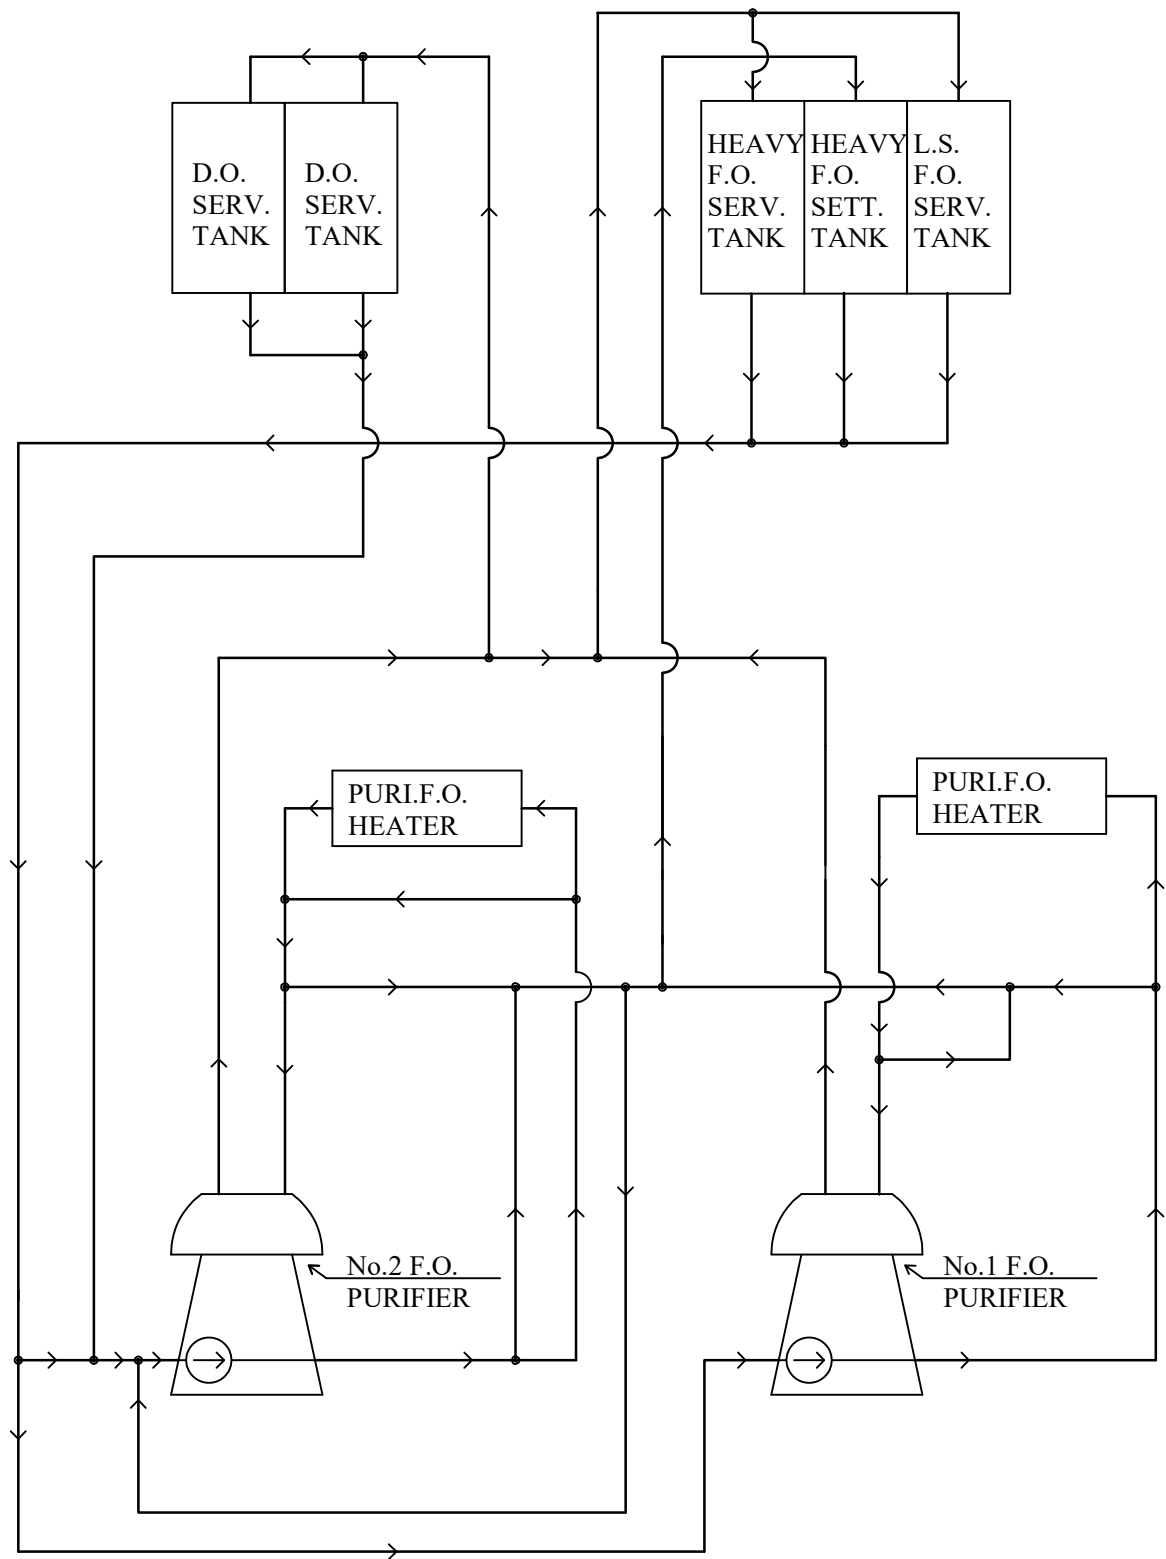 D.O.
SERV.
TANK
D.O.
SERV.
TANK
HEAVY
F.O.
SERV.
TANK
HEAVY
F.O.
SETT.
TANK
L.S.
F.O.
SERV.
TANK
PURI.F.O.
HEATER
PURI.F.O.
HEATER
No.2 F.O.
PURIFIER
No.1 F.O.
PURIFIER